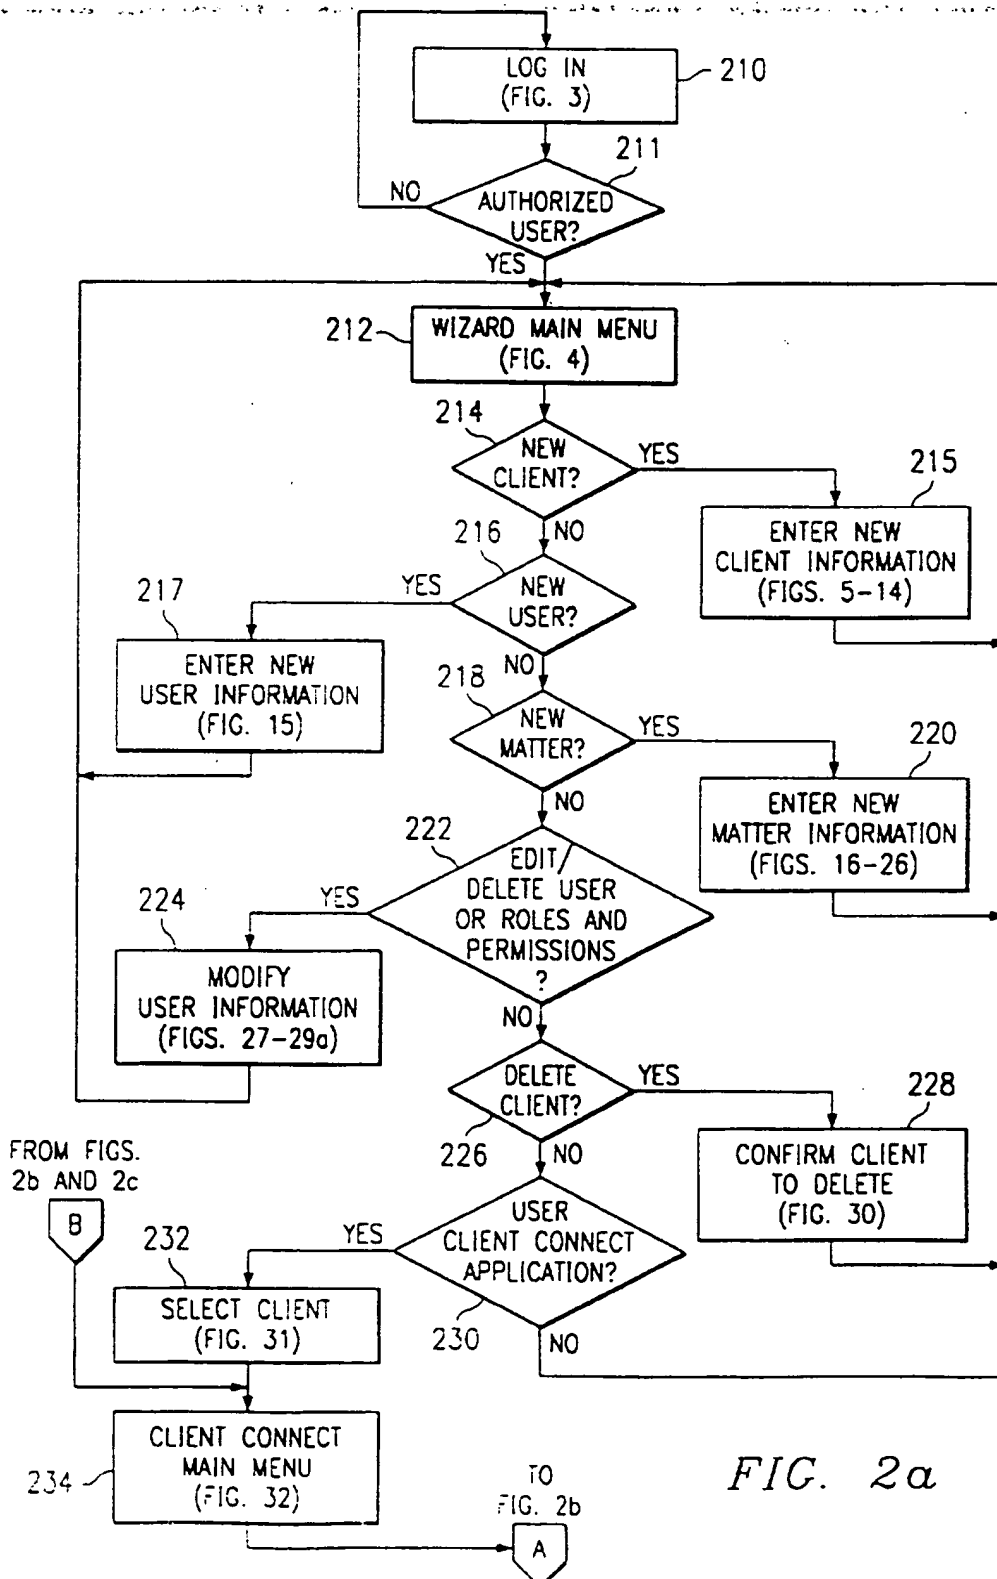 LOG IN
(FIG. 3)
210
211
NO
AUTHORIZED
USER?
YES
212
WIZARD MAIN MENU
(FIG. 4)
214
NEW
CLIENT?
YES
215
NO
ENTER NEW
CLIENT INFORMATION
(FIGS. 5-14)
216
YES
NEW
USER?
217
ENTER NEW
USER INFORMATION
(FIG. 15)
NO
218
NEW
MATTER?
YES
220
NO
ENTER NEW
MATTER INFORMATION
(FIGS. 16-26)
222
EDIT/
DELETE USER
OR ROLES AND
PERMISSIONS
?
YES
224
MODIFY
USER INFORMATION
(FIGS. 27-29a)
NO
DELETE
CLIENT?
YES
226
228
NO
CONFIRM CLIENT
TO DELETE
(FIG. 30)
FROM FIGS.
2b AND 2c
B
USER
CLIENT CONNECT
APPLICATION?
YES
232
230
SELECT CLIENT
(FIG. 31)
NO
CLIENT CONNECT
MAIN MENU
(FIG. 32)
234
TO
FIG. 2b
A
FIG. 2a